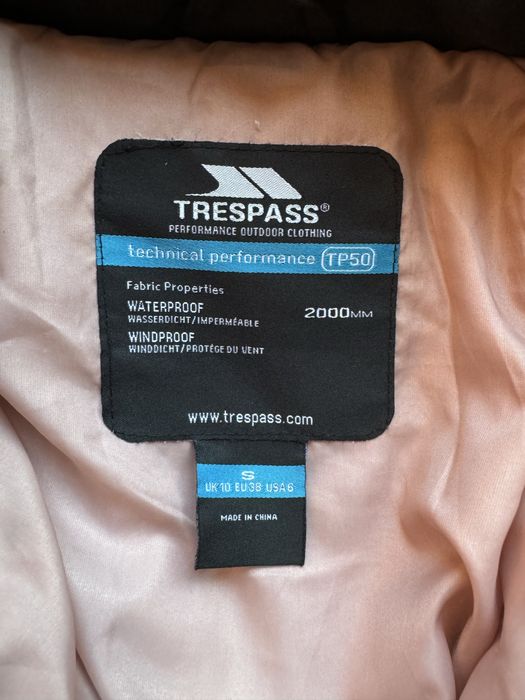 TRESPASS®
PERFORMANCE OUTDOOR CLOTHING
technical performance TP50
Fabric Properties
WATERPROOF 2000MM
WASSERDICHT/IMPERMÉABLE
WINDPROOF
WINDDICHT/PROTÉGE DU VENT
www.trespass.com
S
UK10 EU38 USA6
MADE IN CHINA